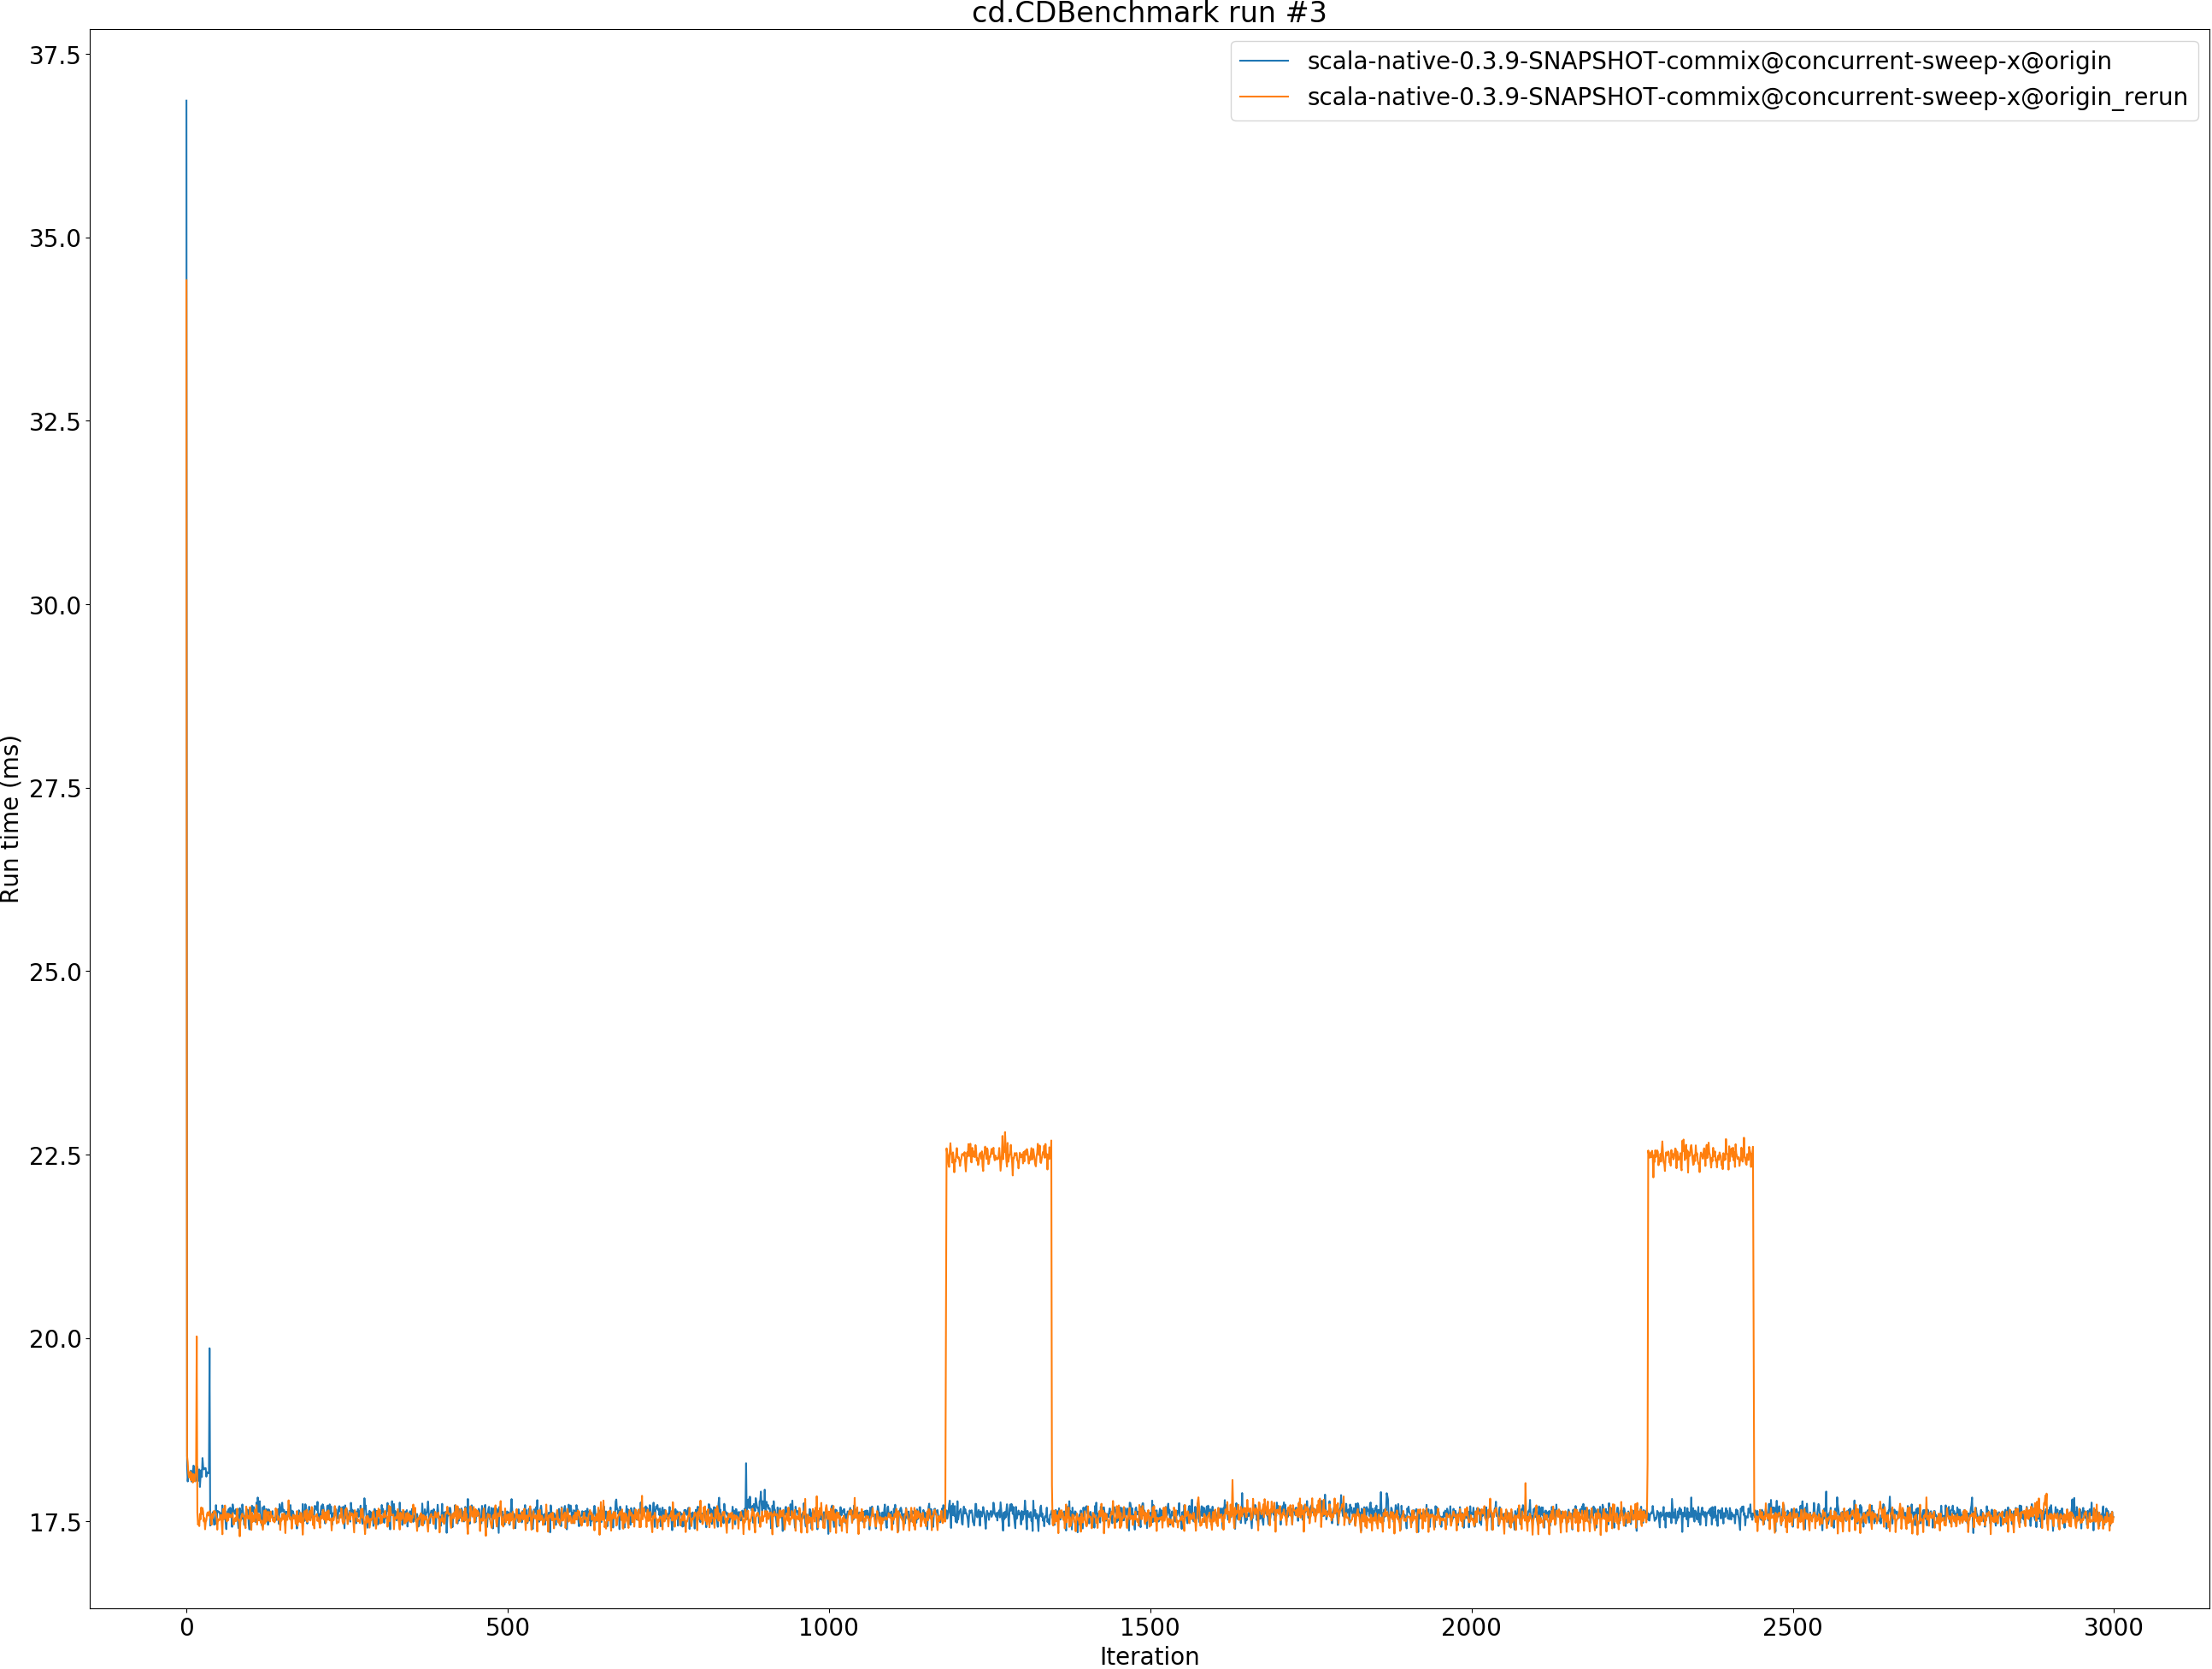 cd.CDBenchmark run #3
scala-native-0.3.9-SNAPSHOT-commix@concurrent-sweep-x@origin
scala-native-0.3.9-SNAPSHOT-commix@concurrent-sweep-x@origin_rerun
Run time (ms)
37.5
35.0
32.5
30.0
27.5
25.0
22.5
20.0
17.5
0 500 1000 1500 2000 2500 3000
Iteration